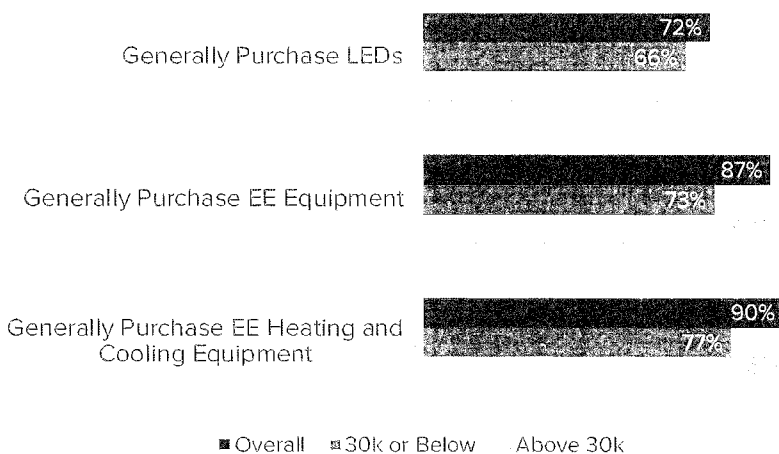 Generally Purchase LEDs
72%
66%
Generally Purchase EE Equipment
87%
73%
Generally Purchase EE Heating and
Cooling Equipment
90%
77%
Overall 30k or Below Above 30k